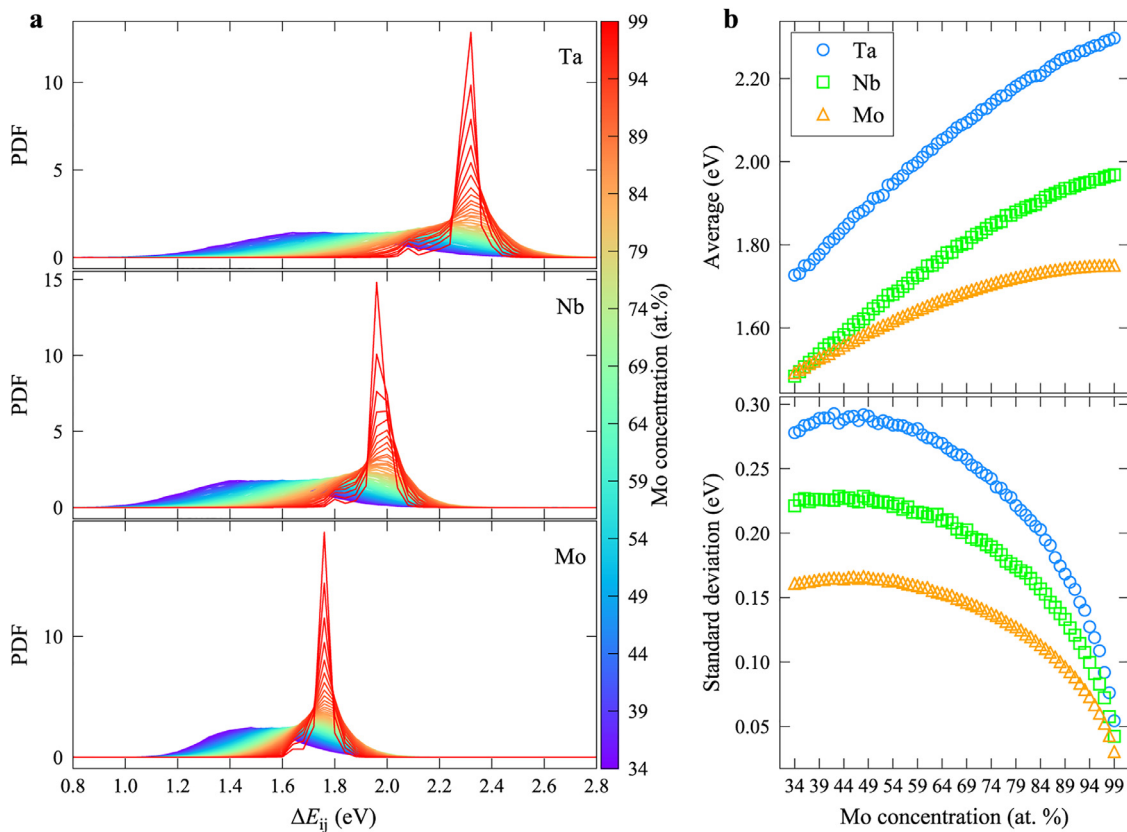 a
Ta
PDF
10
5
0
Nb
PDF
15
10
5
0
Mo
PDF
10
0
0.8 1.0 1.2 1.4 1.6 1.8 2.0 2.2 2.4 2.6 2.8
ΔE_ij (eV)
99
94
89
84
79
74
69
64
59
54
49
44
39
34
Mo concentration (at.%)
b
Ta
Nb
Mo
Average (eV)
2.20
2.00
1.80
1.60
Standard deviation (eV)
0.30
0.25
0.20
0.15
0.10
0.05
34 39 44 49 54 59 64 69 74 79 84 89 94 99
Mo concentration (at. %)